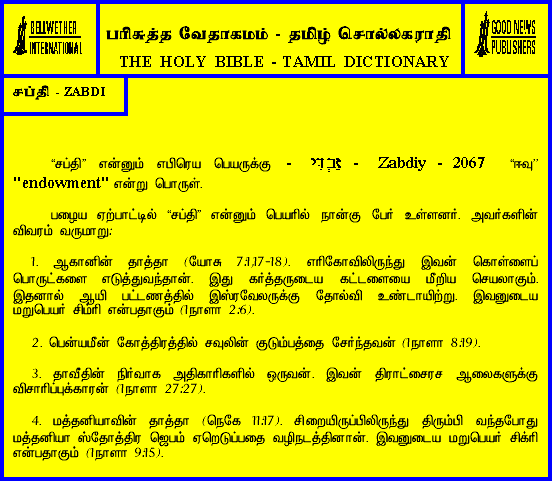 BELLWETHER
INTERNATIONAL
பரிசுத்த வேதாகமம் - தமிழ் சொல்லகராதி
THE HOLY BIBLE - TAMIL DICTIONARY
GOOD NEWS
PUBLISHERS
சப்தி - ZABDI
“சப்தி” என்னும் எபிரெய பெயருக்கு - זַבְדִּי - Zabdiy - 2067 “ஈவு”
"endowment" என்று பொருள்.
பழைய ஏற்பாட்டில் “சப்தி” என்னும் பெயரில் நான்கு பேர் உள்ளனர். அவர்களின்
விவரம் வருமாறு:
1. ஆகானின் தாத்தா (யோசு 7:1,17-18). எரிகோவிலிருந்து இவன் கொள்ளைப்
பொருட்களை எடுத்துவந்தான். இது கர்த்தருடைய கட்டளையை மீறிய செயலாகும்.
இதனால் ஆயி பட்டணத்தில் இஸ்ரவேலருக்கு தோல்வி உண்டாயிற்று. இவனுடைய
மறுபெயர் சிம்ரி என்பதாகும் (1நாளா 2:6).
2. பென்யமீன் கோத்திரத்தில் சவுலின் குடும்பத்தை சேர்ந்தவன் (1நாளா 8:19).
3. தாவீதின் நிர்வாக அதிகாரிகளில் ஒருவன். இவன் திராட்சைரச ஆலைகளுக்கு
விசாரிப்புக்காரன் (1நாளா 27:27).
4. மத்தனியாவின் தாத்தா (நெகே 11:17). சிறையிருப்பிலிருந்து திரும்பி வந்தபோது
மத்தனியா ஸ்தோத்திர ஜெபம் ஏறெடுப்பதை வழிநடத்தினான். இவனுடைய மறுபெயர் சிக்ரி
என்பதாகும் (1நாளா 9:15).